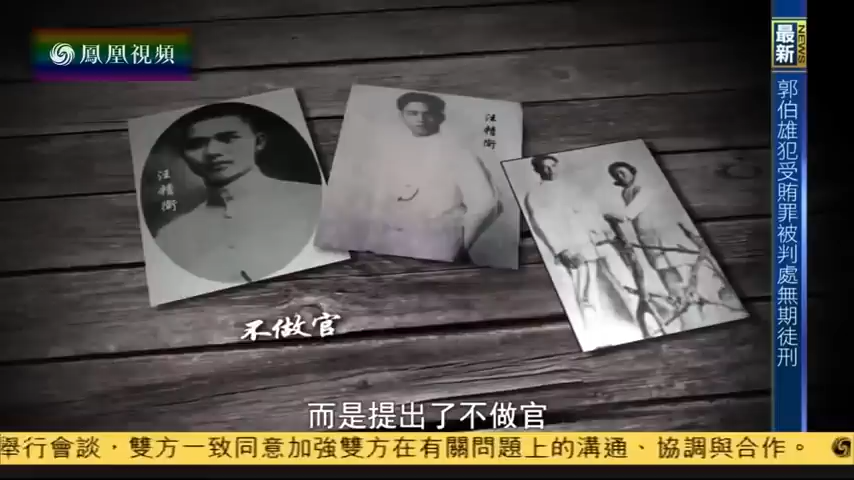 鳳凰視頻
NEWS
最新
郭伯雄犯受賄罪被判處無期徒刑
汪精衛
汪精衛
不做官
而是提出了不做官
舉行會談，雙方一致同意加強雙方在有關問題上的溝通、協調與合作。